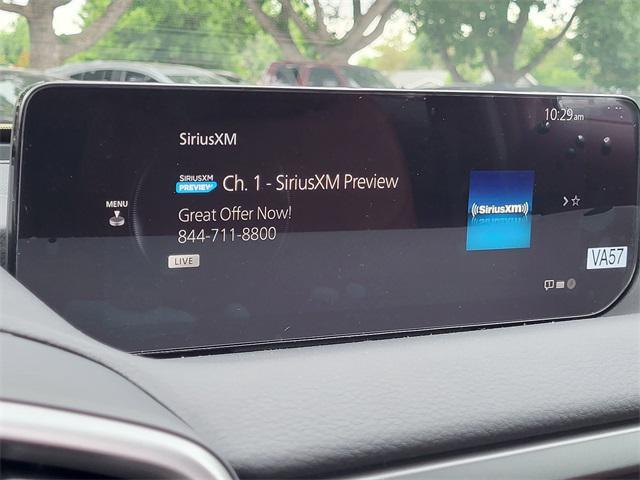 10:29am
SiriusXM
SIRIUSXM
PREVIEW
Ch. 1 - SiriusXM Preview
MENU
Great Offer Now!
844-711-8800
LIVE
((SiriusXM))
VA57